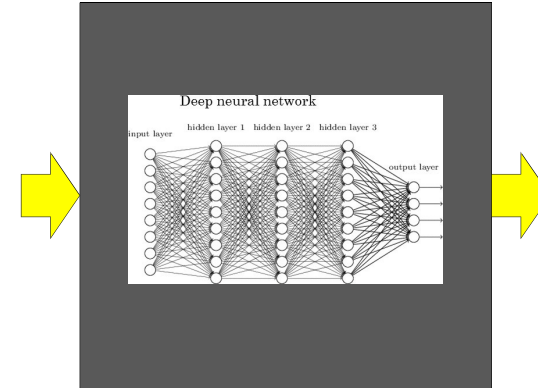 Deep neural network
hidden layer 1 hidden layer 2 hidden layer 3
input layer
output layer